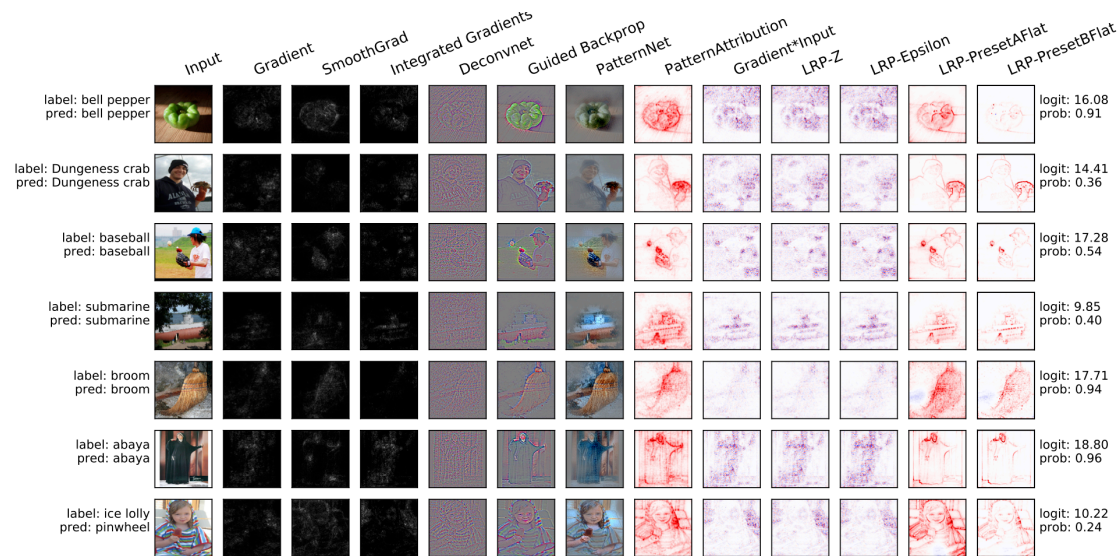 Input
Gradient
SmoothGrad
Integrated Gradients
Deconvnet
Guided Backprop
PatternNet
PatternAttribution
Gradient*Input
LRP-Z
LRP-Epsilon
LRP-PresetAFlat
LRP-PresetBFlat
label: bell pepper
pred: bell pepper
logit: 16.08
prob: 0.91
label: Dungeness crab
pred: Dungeness crab
logit: 14.41
prob: 0.36
label: baseball
pred: baseball
logit: 17.28
prob: 0.54
label: submarine
pred: submarine
logit: 9.85
prob: 0.40
label: broom
pred: broom
logit: 17.71
prob: 0.94
label: abaya
pred: abaya
logit: 18.80
prob: 0.96
label: ice lolly
pred: pinwheel
logit: 10.22
prob: 0.24